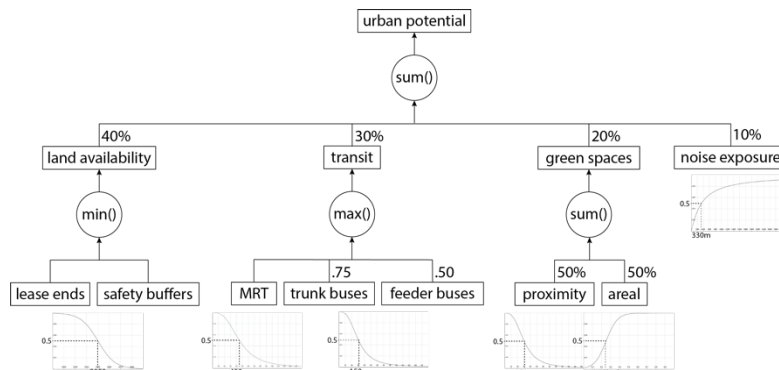 urban potential
sum()
40% 30% 20% 10%
land availability transit green spaces noise exposure
min() max() sum()
0.5
330m
.75 .50 50% 50%
lease ends safety buffers MRT trunk buses feeder buses proximity areal
0.5 0.5 0.5 0.5